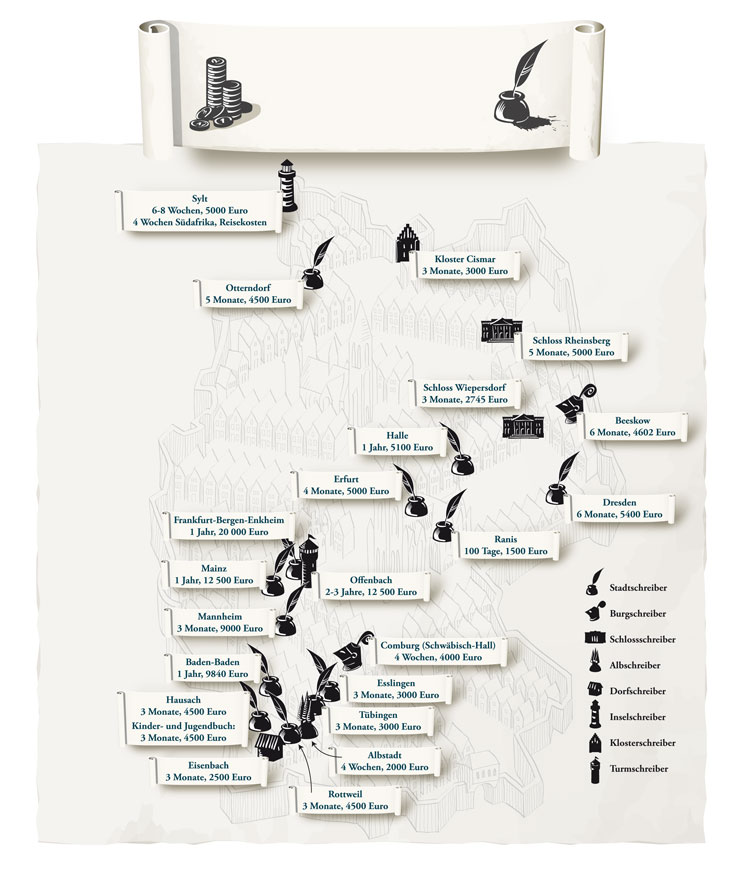 Sylt
6-8 Wochen, 5000 Euro
4 Wochen Südafrika, Reisekosten
Kloster Cismar
3 Monate, 3000 Euro
Otterndorf
5 Monate, 4500 Euro
Schloss Rheinsberg
5 Monate, 5000 Euro
Schloss Wiepersdorf
3 Monate, 2745 Euro
Beeskow
6 Monate, 4602 Euro
Halle
1 Jahr, 5100 Euro
Erfurt
4 Monate, 5000 Euro
Dresden
6 Monate, 5400 Euro
Frankfurt-Bergen-Enkheim
1 Jahr, 20 000 Euro
Ranis
100 Tage, 1500 Euro
Mainz
1 Jahr, 12 500 Euro
Offenbach
2-3 Jahre, 12 500 Euro
Mannheim
3 Monate, 9000 Euro
Comburg (Schwäbisch-Hall)
4 Wochen, 4000 Euro
Baden-Baden
1 Jahr, 9840 Euro
Esslingen
3 Monate, 3000 Euro
Hausach
3 Monate, 4500 Euro
Kinder- und Jugendbuch:
3 Monate, 4500 Euro
Tübingen
3 Monate, 3000 Euro
Albstadt
4 Wochen, 2000 Euro
Eisenbach
3 Monate, 2500 Euro
Rottweil
3 Monate, 4500 Euro
Stadtschreiber
Burgschreiber
Schlossschreiber
Albschreiber
Dorfschreiber
Inselschreiber
Klosterschreiber
Turmschreiber